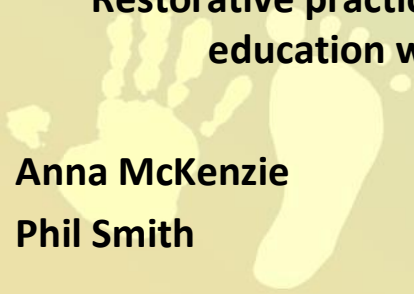 Restorative practic
education w
Anna McKenzie
Phil Smith